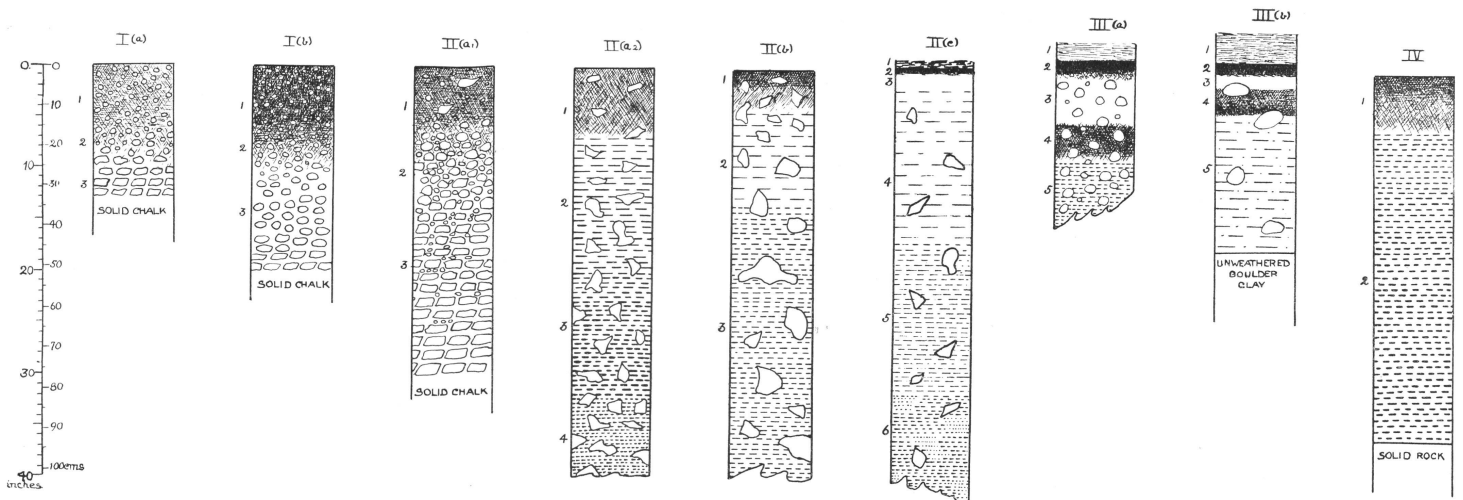 I(a)
I(b)
II(a1)
II(a2)
II(b)
II(e)
III(a)
III(b)
IV
0
10
20
30
40
inches
0
10
20
30
40
50
60
70
80
90
100cms
1
2
3
SOLID CHALK
1
2
3
SOLID CHALK
1
2
3
SOLID CHALK
1
2
3
4
1
2
3
1
2
3
4
5
6
1
2
3
4
5
1
2
3
4
5
UNWEATHERED
BOULDER
CLAY
1
2
SOLID ROCK